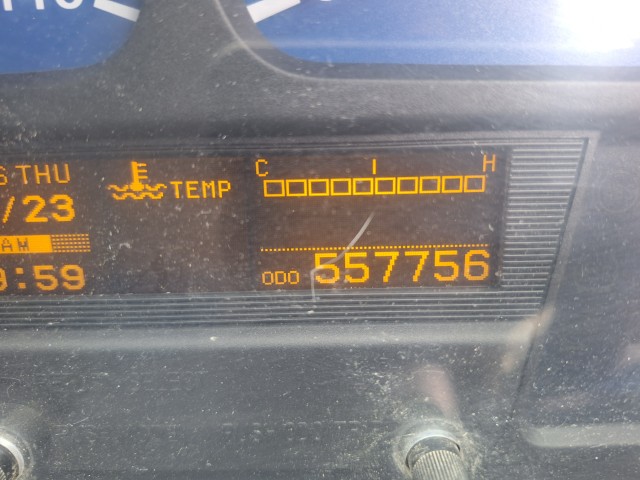 THU
C I H
TEMP
/23
AM
:59
ODO 557756